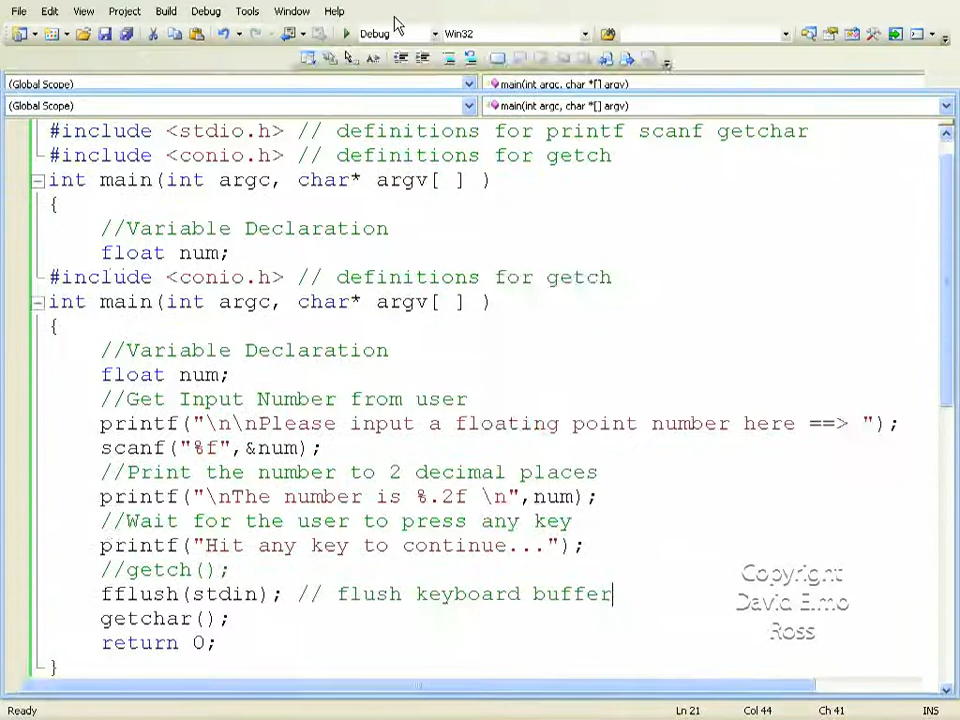 File Edit View Project Build Debug Tools Window Help
Debug Win32
(Global Scope) main(int argc, char *[] argv)
(Global Scope) main(int argc, char *[] argv)
#include <stdio.h> // definitions for printf scanf getchar
#include <conio.h> // definitions for getch
int main(int argc, char* argv[ ] )
{
//Variable Declaration
float num;
#include <conio.h> // definitions for getch
int main(int argc, char* argv[ ] )
{
//Variable Declaration
float num;
//Get Input Number from user
printf("\n\nPlease input a floating point number here ==> ");
scanf("%f",&num);
//Print the number to 2 decimal places
printf("\nThe number is %.2f \n",num);
//Wait for the user to press any key
printf("Hit any key to continue...");
//getch();
fflush(stdin); // flush keyboard buffer
getchar();
return 0;
}
Copyright
David Elmo
Ross
Ready Ln 21 Col 44 Ch 41 INS